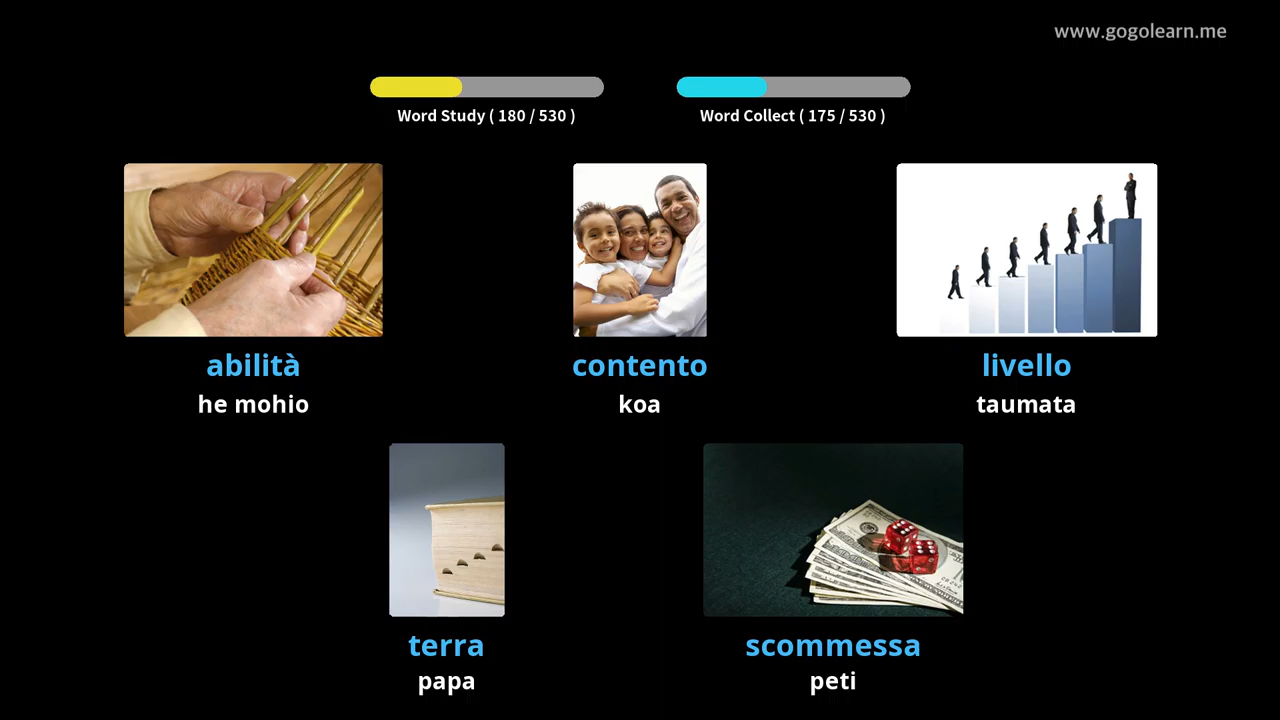 www.gogolearn.me
Word Study ( 180 / 530 )
Word Collect ( 175 / 530 )
abilità
contento
livello
he mohio
koa
taumata
terra
scommessa
papa
peti